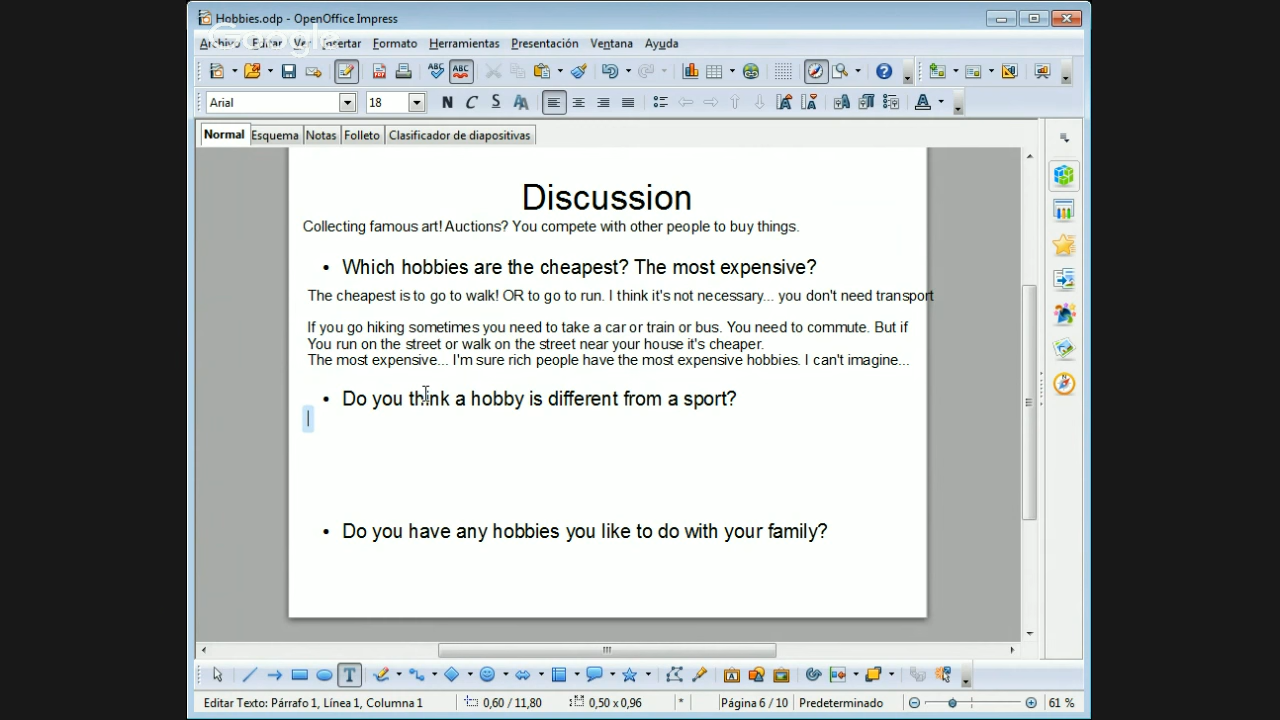 Hobbies.odp - OpenOffice Impress
Google
Archivo Editar Ver Insertar Formato Herramientas Presentación Ventana Ayuda
Arial 18 N C S
Normal Esquema Notas Folleto Clasificador de diapositivas
Discussion
Collecting famous art! Auctions? You compete with other people to buy things.
• Which hobbies are the cheapest? The most expensive?
The cheapest is to go to walk! OR to go to run. I think it's not necessary... you don't need transport
If you go hiking sometimes you need to take a car or train or bus. You need to commute. But if
You run on the street or walk on the street near your house it's cheaper.
The most expensive... I'm sure rich people have the most expensive hobbies. I can't imagine...
• Do you think a hobby is different from a sport?
• Do you have any hobbies you like to do with your family?
Editar Texto: Párrafo 1, Línea 1, Columna 1 0,60 / 11,80 0,50 x 0,96 * Página 6 / 10 Predeterminado 61 %